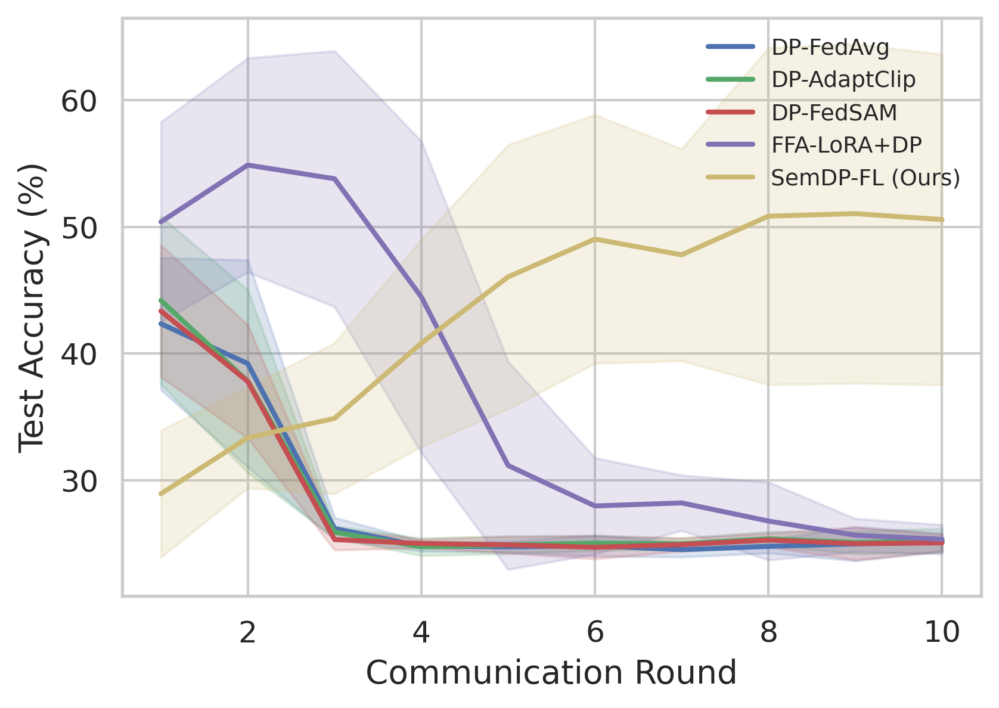 DP-FedAvg
DP-AdaptClip
DP-FedSAM
FFA-LoRA+DP
SemDP-FL (Ours)
Test Accuracy (%)
60
50
40
30
2 4 6 8 10
Communication Round